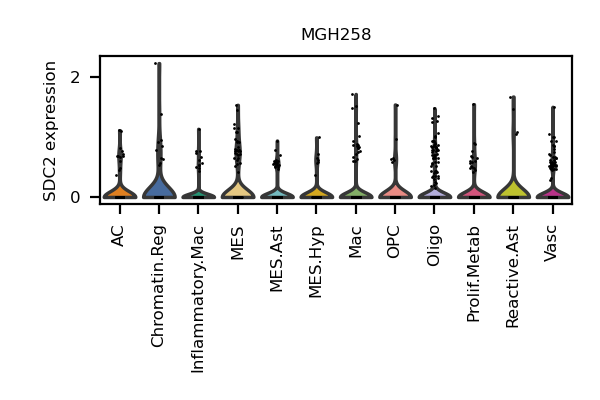 MGH258
SDC2 expression
2
0
AC
Chromatin.Reg
Inflammatory.Mac
MES
MES.Ast
MES.Hyp
Mac
OPC
Oligo
Prolif.Metab
Reactive.Ast
Vasc